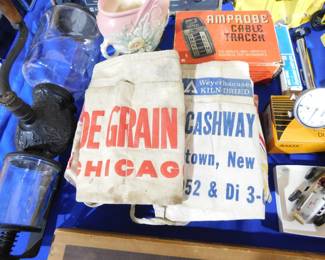 AMPROBE
CABLE
TRACER
Weyerhaeuser
KILN DRIED
DE GRAIN
CHICAG
CASHWAY
town, New
52 & Di 3-